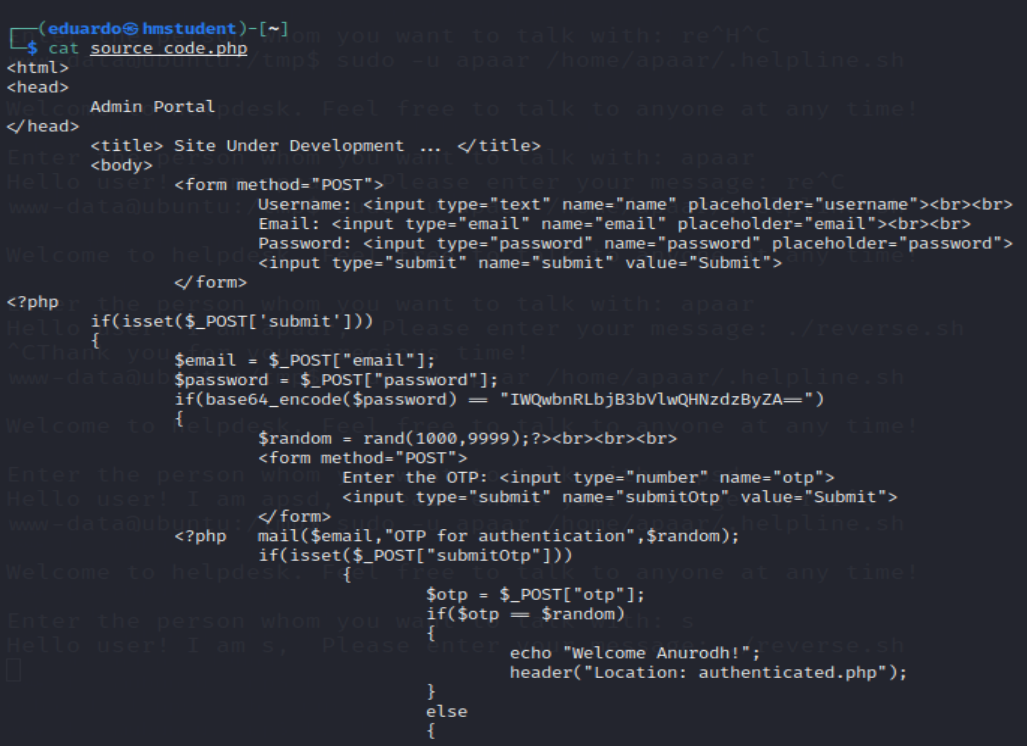 ┌──(eduardo㉿hmstudent)-[~]
└─$ cat source_code.php
<html>
<head>
Admin Portal
</head>
<title> Site Under Development ... </title>
<body>
<form method="POST">
Username: <input type="text" name="name" placeholder="username"><br><br>
Email: <input type="email" name="email" placeholder="email"><br><br>
Password: <input type="password" name="password" placeholder="password">
<input type="submit" name="submit" value="Submit">
</form>
<?php
if(isset($_POST['submit']))
{
$email = $_POST["email"];
$password = $_POST["password"];
if(base64_encode($password) == "IWQwbnRLbjB3bVlwQHNzdzByZA==")
{
$random = rand(1000,9999);?><br><br><br>
<form method="POST">
Enter the OTP: <input type="number" name="otp">
<input type="submit" name="submitOtp" value="Submit">
</form>
<?php mail($email,"OTP for authentication",$random);
if(isset($_POST["submitOtp"]))
{
$otp = $_POST["otp"];
if($otp == $random)
{
echo "Welcome Anurodh!";
header("Location: authenticated.php");
}
else
{